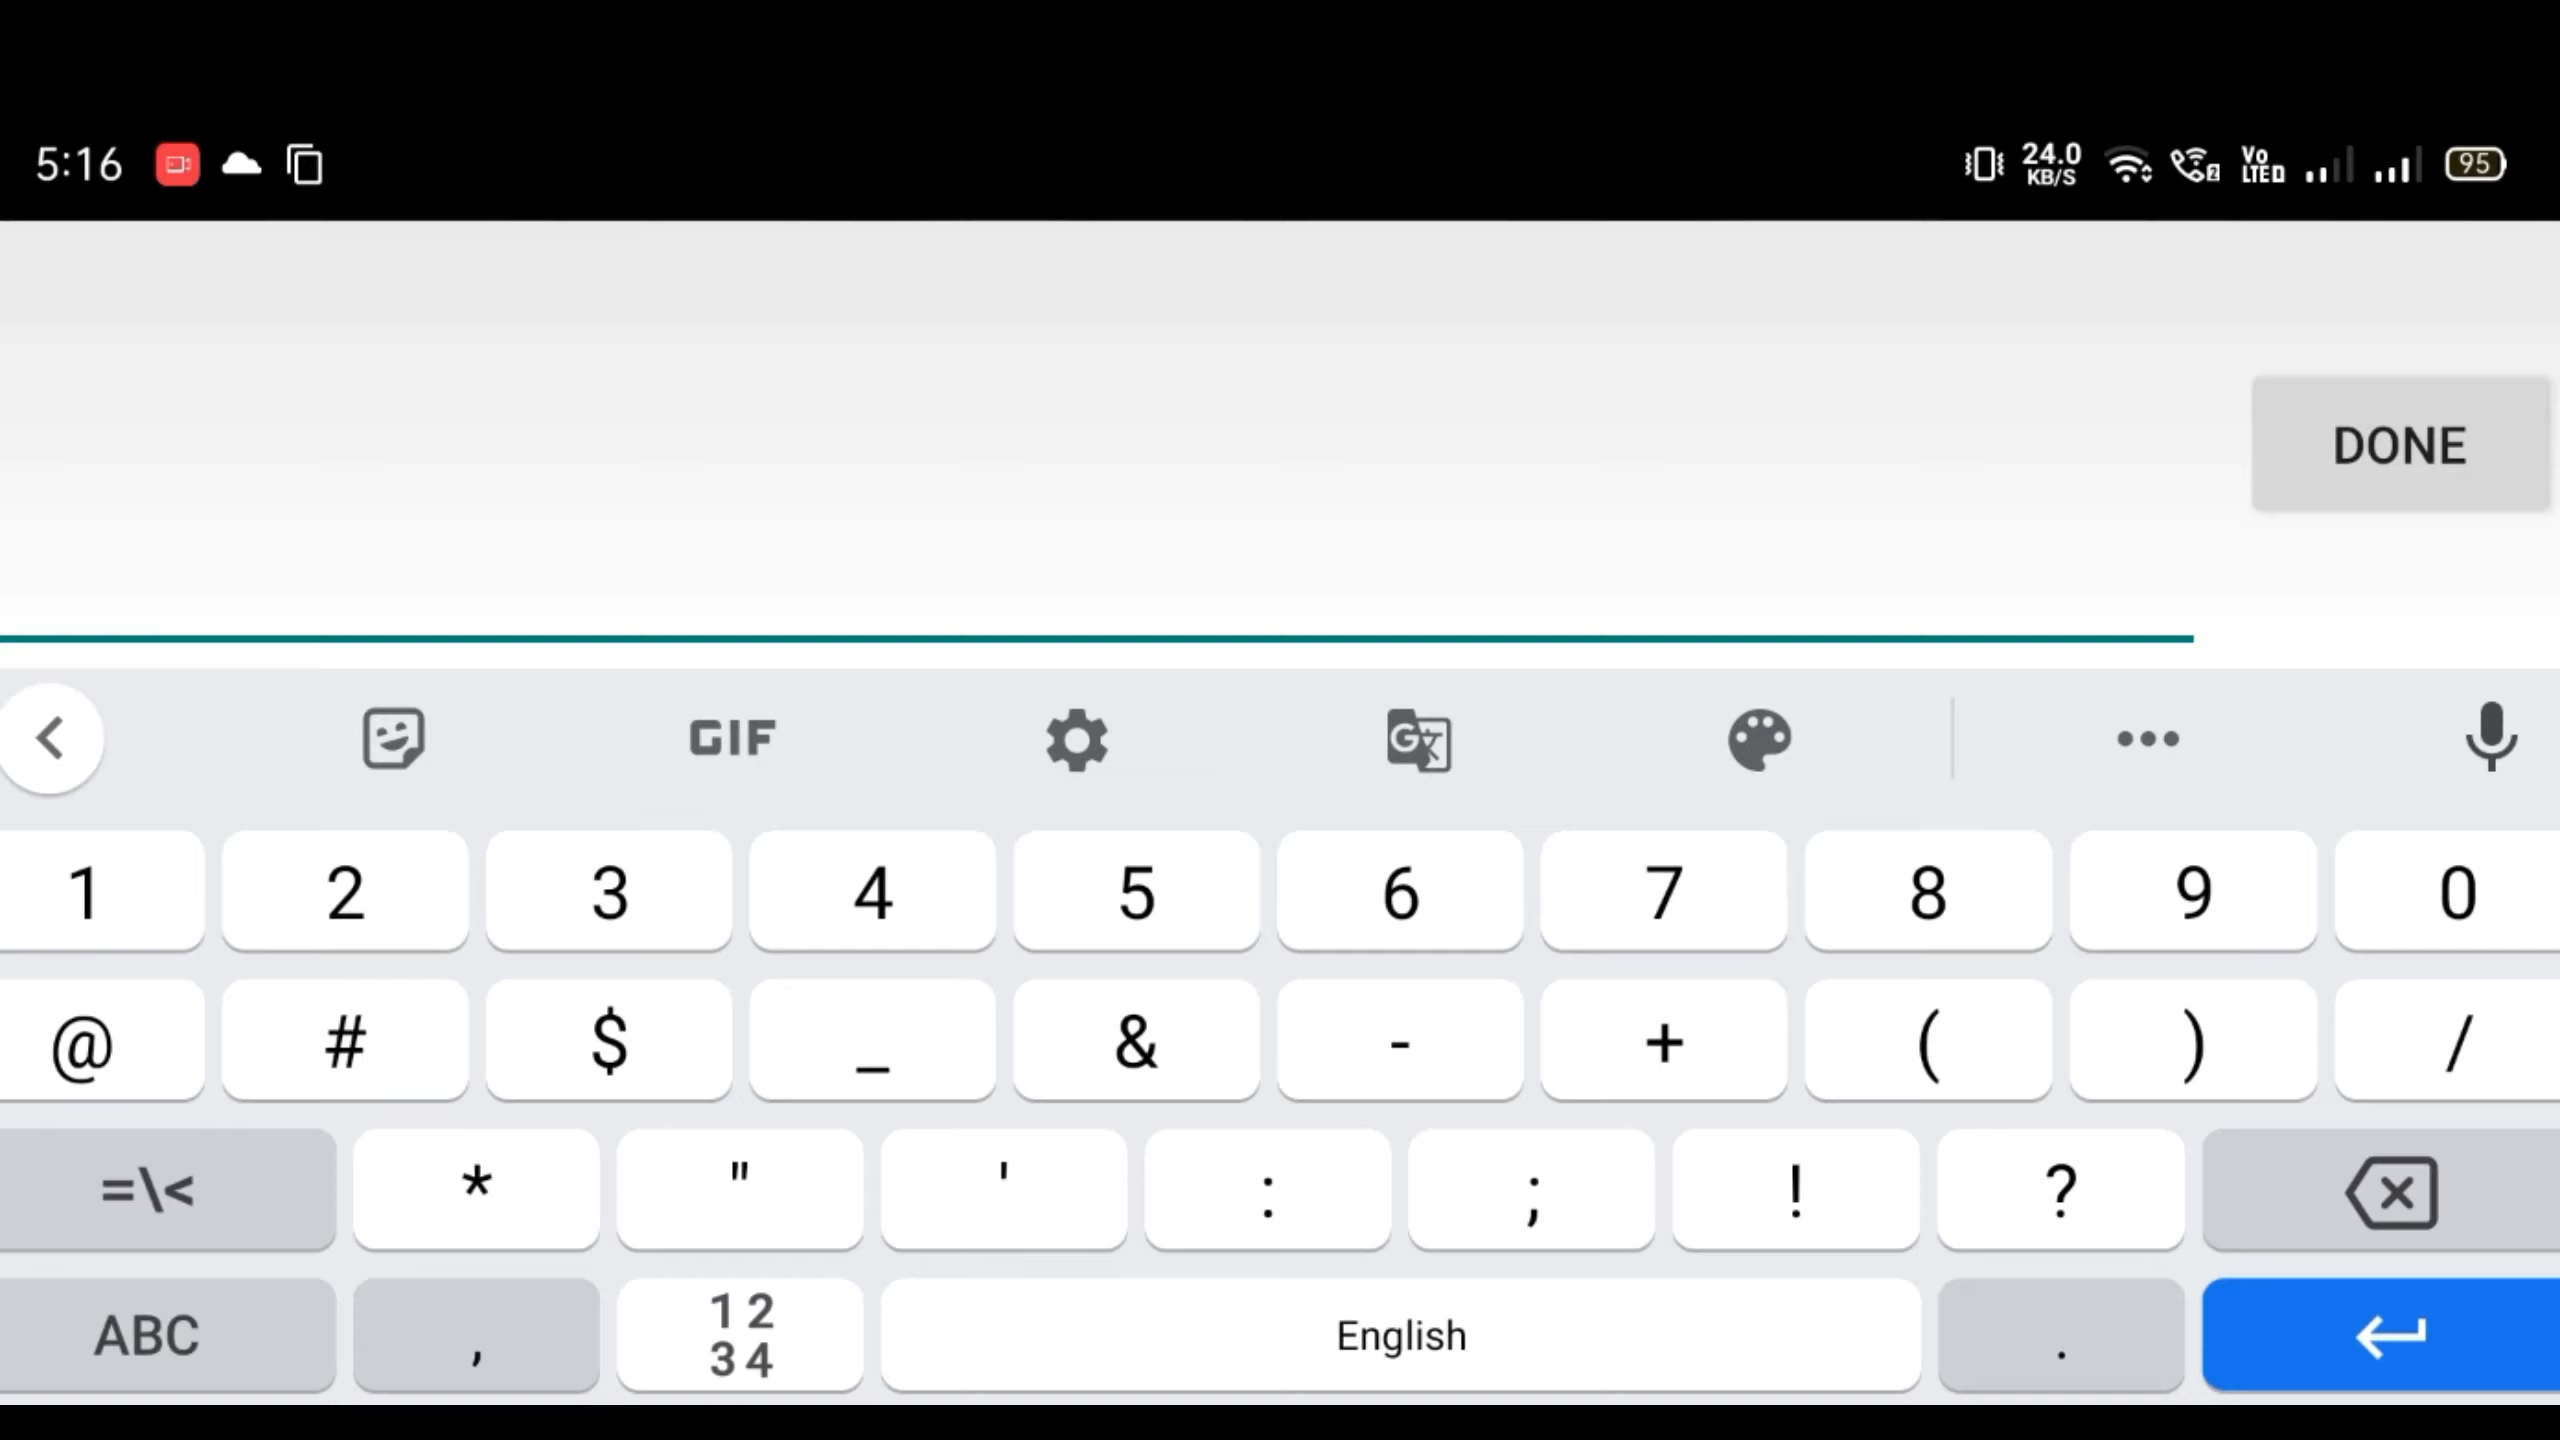 5:16 24.0 KB/S Vo LTE 95
DONE
GIF G
1 2 3 4 5 6 7 8 9 0
@ # $ _ & - + ( ) /
=\< * " ' : ; ! ?
ABC , 1 2 3 4 English .